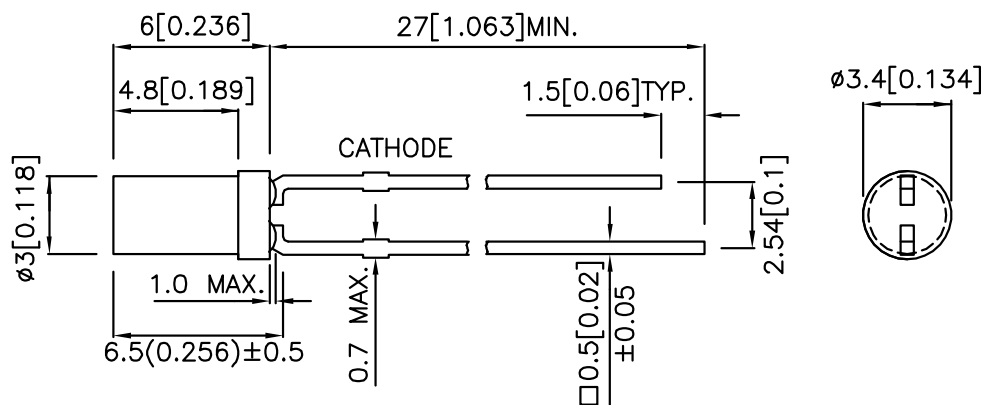 6[0.236]
27[1.063]MIN.
4.8[0.189]
1.5[0.06]TYP.
ø3.4[0.134]
CATHODE
ø3[0.118]
2.54[0.1]
1.0 MAX.
0.7 MAX.
□0.5[0.02]
±0.05
6.5(0.256)±0.5